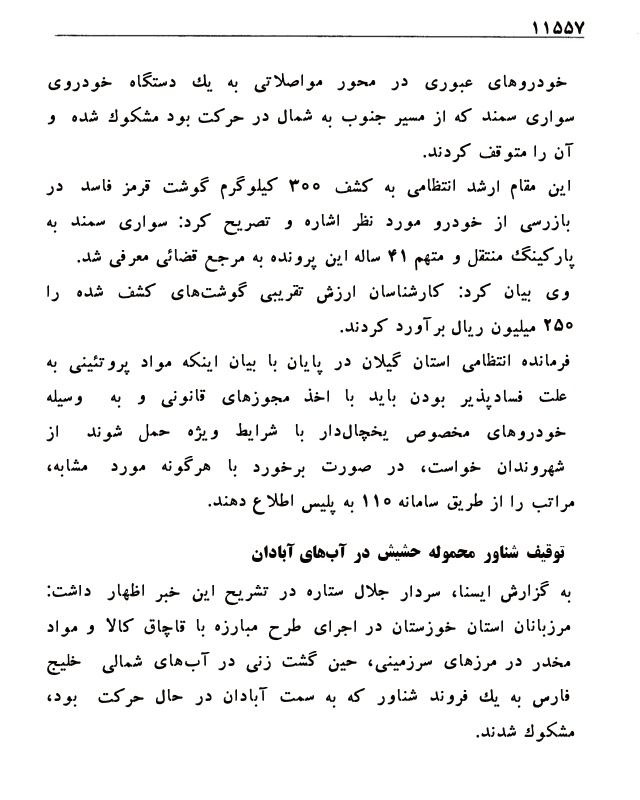 ۱۱۵۵۷
خودروهای عبوری در محور مواصلاتی به يك دستگاه خودروی
سواری سمند که از مسیر جنوب به شمال در حرکت بود مشکوك شده و
آن را متوقف کردند.
این مقام ارشد انتظامی به کشف ۳۰۰ کیلوگرم گوشت قرمز فاسد در
بازرسی از خودرو مورد نظر اشاره و تصریح کرد: سواری سمند به
پارکینگ منتقل و متهم ۴۱ ساله این پرونده به مرجع قضائی معرفی شد.
وی بیان کرد: کارشناسان ارزش تقریبی گوشت‌های کشف شده را
۲۵۰ میلیون ریال برآورد کردند.
فرمانده انتظامی استان گیلان در پایان با بیان اینکه مواد پروتئینی به
علت فسادپذیر بودن باید با اخذ مجوزهای قانونی و به وسیله
خودروهای مخصوص یخچال‌دار با شرایط ویژه حمل شوند از
شهروندان خواست، در صورت برخورد با هرگونه مورد مشابه،
مراتب را از طریق سامانه ۱۱۰ به پلیس اطلاع دهند.
توقیف شناور محموله حشیش در آب‌های آبادان
به گزارش ایسنا، سردار جلال ستاره در تشریح این خبر اظهار داشت:
مرزبانان استان خوزستان در اجرای طرح مبارزه با قاچاق کالا و مواد
مخدر در مرزهای سرزمینی، حین گشت زنی در آب‌های شمالی خلیج
فارس به يك فروند شناور که به سمت آبادان در حال حرکت بود،
مشکوك شدند.